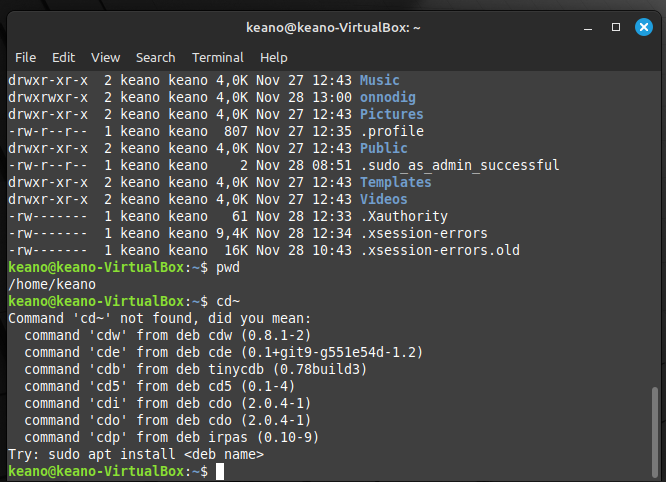 keano@keano-VirtualBox: ~
File Edit View Search Terminal Help
drwxr-xr-x  2 keano keano 4,0K Nov 27 12:43 Music
drwxrwxr-x  2 keano keano 4,0K Nov 28 13:00 onnodig
drwxr-xr-x  2 keano keano 4,0K Nov 27 12:43 Pictures
-rw-r--r--  1 keano keano  807 Nov 27 12:35 .profile
drwxr-xr-x  2 keano keano 4,0K Nov 27 12:43 Public
-rw-r--r--  1 keano keano    2 Nov 28 08:51 .sudo_as_admin_successful
drwxr-xr-x  2 keano keano 4,0K Nov 27 12:43 Templates
drwxr-xr-x  2 keano keano 4,0K Nov 27 12:43 Videos
-rw-------  1 keano keano   61 Nov 28 12:33 .Xauthority
-rw-------  1 keano keano 9,4K Nov 28 12:34 .xsession-errors
-rw-------  1 keano keano  16K Nov 28 10:43 .xsession-errors.old
keano@keano-VirtualBox:~$ pwd
/home/keano
keano@keano-VirtualBox:~$ cd~
Command 'cd~' not found, did you mean:
  command 'cdw' from deb cdw (0.8.1-2)
  command 'cde' from deb cde (0.1+git9-g551e54d-1.2)
  command 'cdb' from deb tinycdb (0.78build3)
  command 'cd5' from deb cd5 (0.1-4)
  command 'cdi' from deb cdo (2.0.4-1)
  command 'cdo' from deb cdo (2.0.4-1)
  command 'cdp' from deb irpas (0.10-9)
Try: sudo apt install <deb name>
keano@keano-VirtualBox:~$